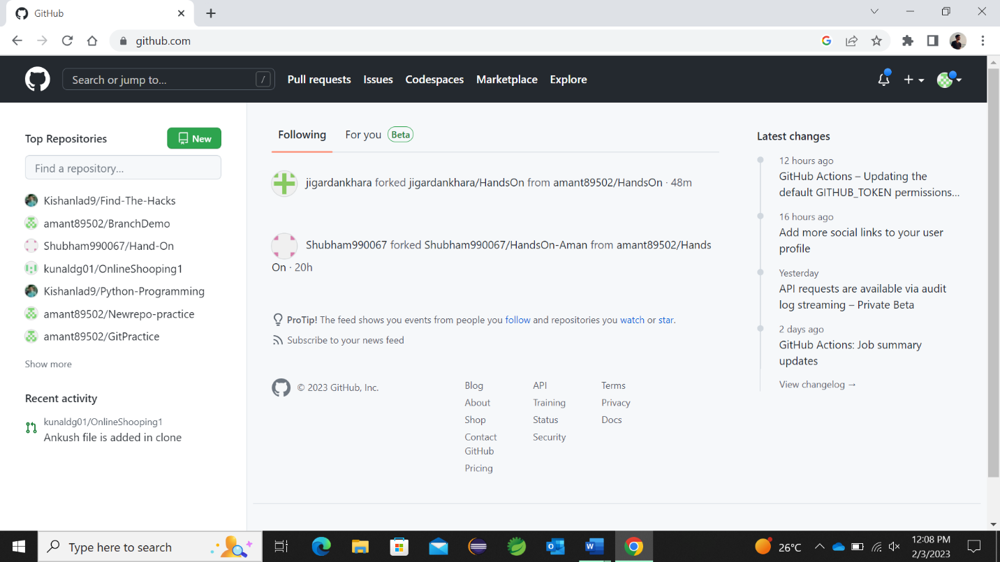 GitHub
github.com
Search or jump to...
/
Pull requests
Issues
Codespaces
Marketplace
Explore
Top Repositories
New
Find a repository...
Kishanlad9/Find-The-Hacks
amant89502/BranchDemo
Shubham990067/Hand-On
kunaldg01/OnlineShooping1
Kishanlad9/Python-Programming
amant89502/Newrepo-practice
amant89502/GitPractice
Show more
Recent activity
kunaldg01/OnlineShooping1
Ankush file is added in clone
Following
For you
Beta
jigardankhara forked jigardankhara/HandsOn from amant89502/HandsOn · 48m
Shubham990067 forked Shubham990067/HandsOn-Aman from amant89502/Hands
On · 20h
ProTip! The feed shows you events from people you follow and repositories you watch or star.
Subscribe to your news feed
© 2023 GitHub, Inc.
Blog
About
Shop
Contact
GitHub
Pricing
API
Training
Status
Security
Terms
Privacy
Docs
Latest changes
12 hours ago
GitHub Actions – Updating the
default GITHUB_TOKEN permissions...
16 hours ago
Add more social links to your user
profile
Yesterday
API requests are available via audit
log streaming – Private Beta
2 days ago
GitHub Actions: Job summary
updates
View changelog →
Type here to search
26°C
12:08 PM
2/3/2023